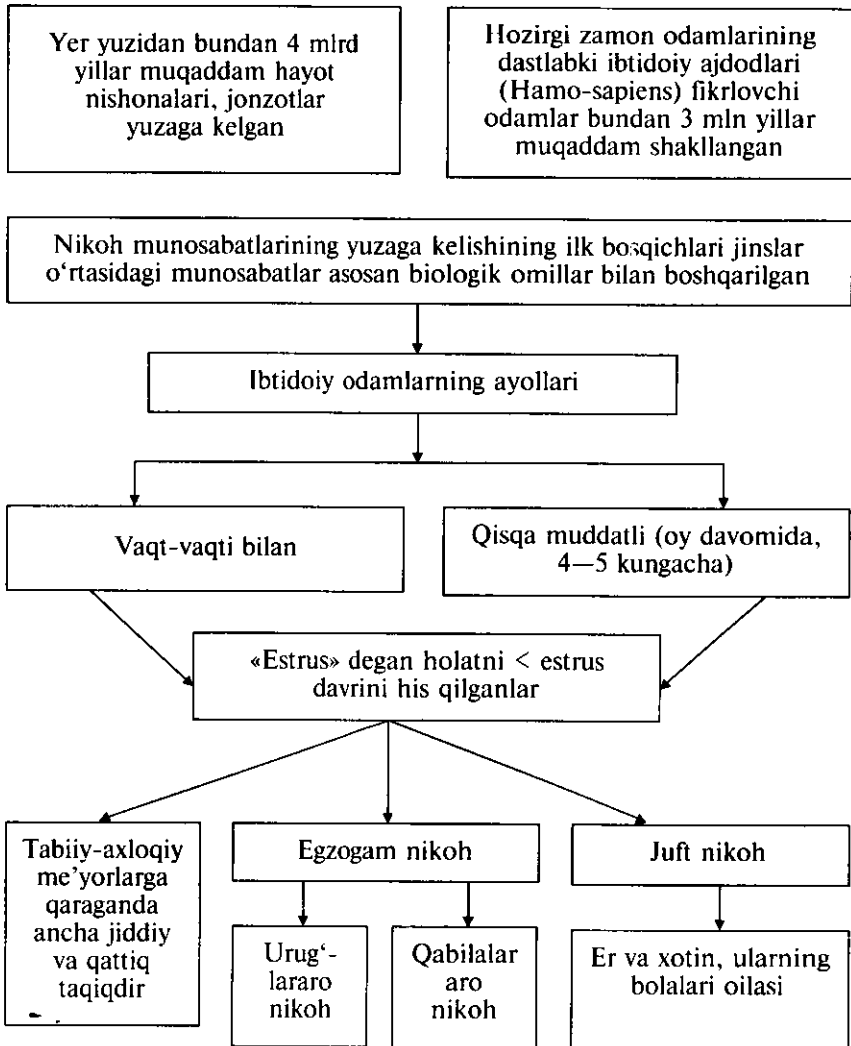 Yer yuzidan bundan 4 mlrd
yillar muqaddam hayot
nishonalari, jonzotlar
yuzaga kelgan
Hozirgi zamon odamlarining
dastlabki ibtidoiy ajdodlari
(Hamo-sapiens) fikrlovchi
odamlar bundan 3 mln yillar
muqaddam shakllangan
Nikoh munosabatlarining yuzaga kelishining ilk bosqichlari jinslar
o‘rtasidagi munosabatlar asosan biologik omillar bilan boshqarilgan
Ibtidoiy odamlarning ayollari
Vaqt-vaqti bilan
Qisqa muddatli (oy davomida,
4—5 kungacha)
«Estrus» degan holatni < estrus
davrini his qilganlar
Tabiiy-axloqiy
me’yorlarga
qaraganda
ancha jiddiy
va qattiq
taqiqdir
Egzogam nikoh
Urug‘-
lararo
nikoh
Qabilalar
aro
nikoh
Juft nikoh
Er va xotin, ularning
bolalari oilasi